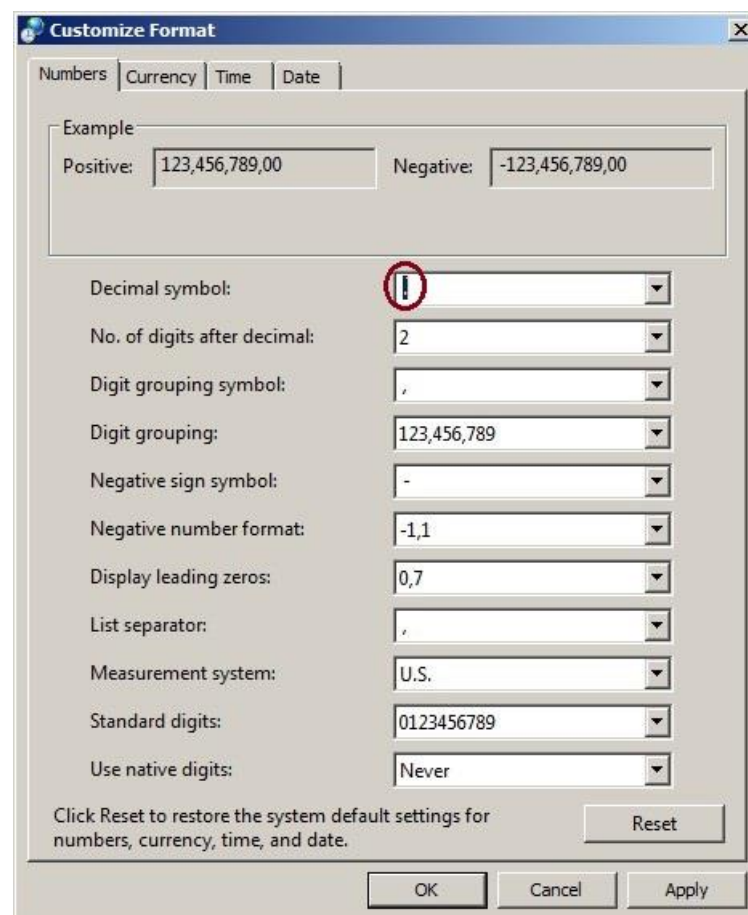 Customize Format
Numbers Currency Time Date
Example
Positive: 123,456,789,00 Negative: -123,456,789,00
Decimal symbol:
No. of digits after decimal: 2
Digit grouping symbol: ,
Digit grouping: 123,456,789
Negative sign symbol: -
Negative number format: -1,1
Display leading zeros: 0,7
List separator: ,
Measurement system: U.S.
Standard digits: 0123456789
Use native digits: Never
Click Reset to restore the system default settings for
numbers, currency, time, and date.
Reset
OK Cancel Apply